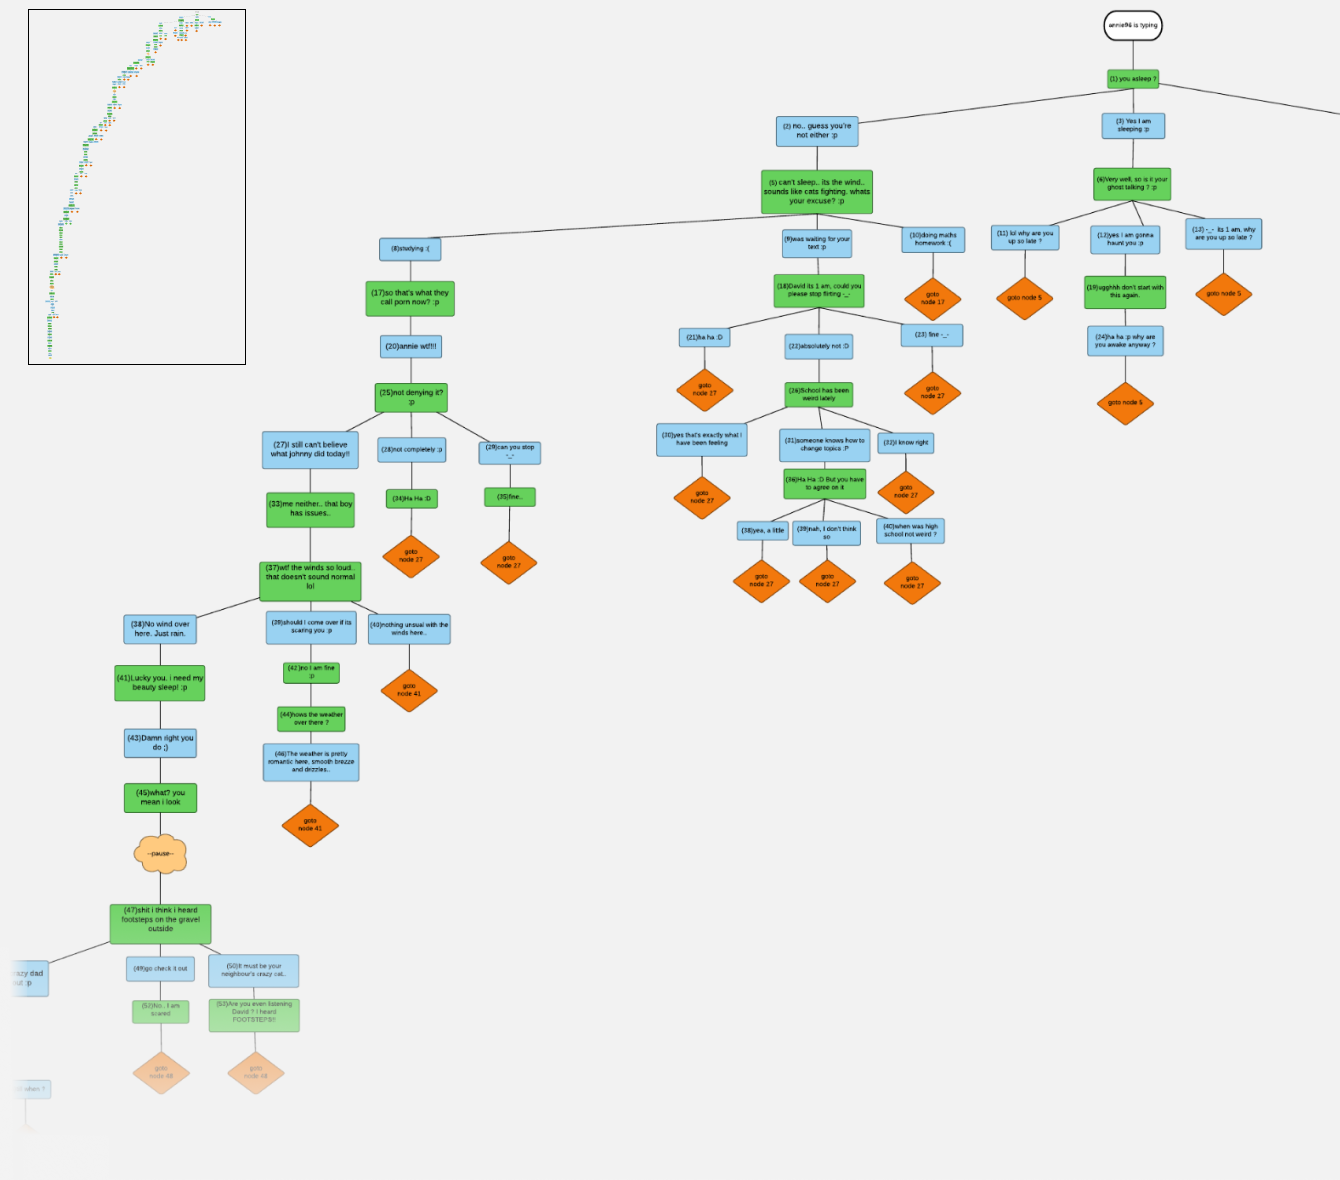 annie96 is typing
(1) you asleep ?
(2) no.. guess you're
not either :p
(3) Yes I am
sleeping :p
(5) can't sleep.. its the wind..
sounds like cats fighting. whats
your excuse? :p
(6)Very well, so is it your
ghost talking ? :p
(8)studying :(
(9)was waiting for your
text :p
(10)doing maths
homework :(
(11) lol why are you
up so late ?
(12)yes I am gonna
haunt you :p
(13) -_- its 1 am, why
are you up so late ?
(17)so that's what they
call porn now? :p
(18)David its 1 am, could you
please stop flirting -_-
goto
node 17
goto node 5
(19)ugghhh don't start with
this again.
goto node 5
(20)annie wtf!!!!
(21)ha ha :D
(22)absolutely not :D
(23) fine -_-
(24)ha ha :p why are
you awake anyway ?
(25)not denying it?
:p
goto
node 27
(26)School has been
weird lately
goto
node 27
goto node 5
(27)I still can't believe
what johnny did today!!
(28)not completely :p
(29)can you stop
-_-
(30)yes that's exactly what I
have been feeling
(31)someone knows how to
change topics :P
(32)I know right
(33)me neither.. that boy
has issues..
(34)Ha Ha :D
(35)fine..
goto
node 27
(36)Ha Ha :D But you have
to agree on it
goto
node 27
goto
node 27
goto
node 27
(38)yea, a little
(39)nah, I don't think
so
(40)when was high
school not weird ?
goto
node 27
goto
node 27
goto
node 27
(37)wtf the winds so loud..
that doesn't sound normal
lol
(38)No wind over
here. Just rain.
(39)should I come over if its
scaring you :p
(40)nothing unsual with the
winds here..
(41)Lucky you. i need my
beauty sleep! :p
(42)no I am fine
:p
goto
node 41
(43)Damn right you
do ;)
(44)hows the weather
over there ?
(46)The weather is pretty
romantic here, smooth brezze
and drizzles..
(45)what? you
mean i look
goto
node 41
--pause--
(47)shit i think i heard
footsteps on the gravel
outside
azy dad
ut :p
(49)go check it out
(50)It must be your
neighbour's crazy cat..
(52)No.. I am
scared
(53)Are you even listening
David ? I heard
FOOTSTEPS!!
goto
node
goto
node
when ?